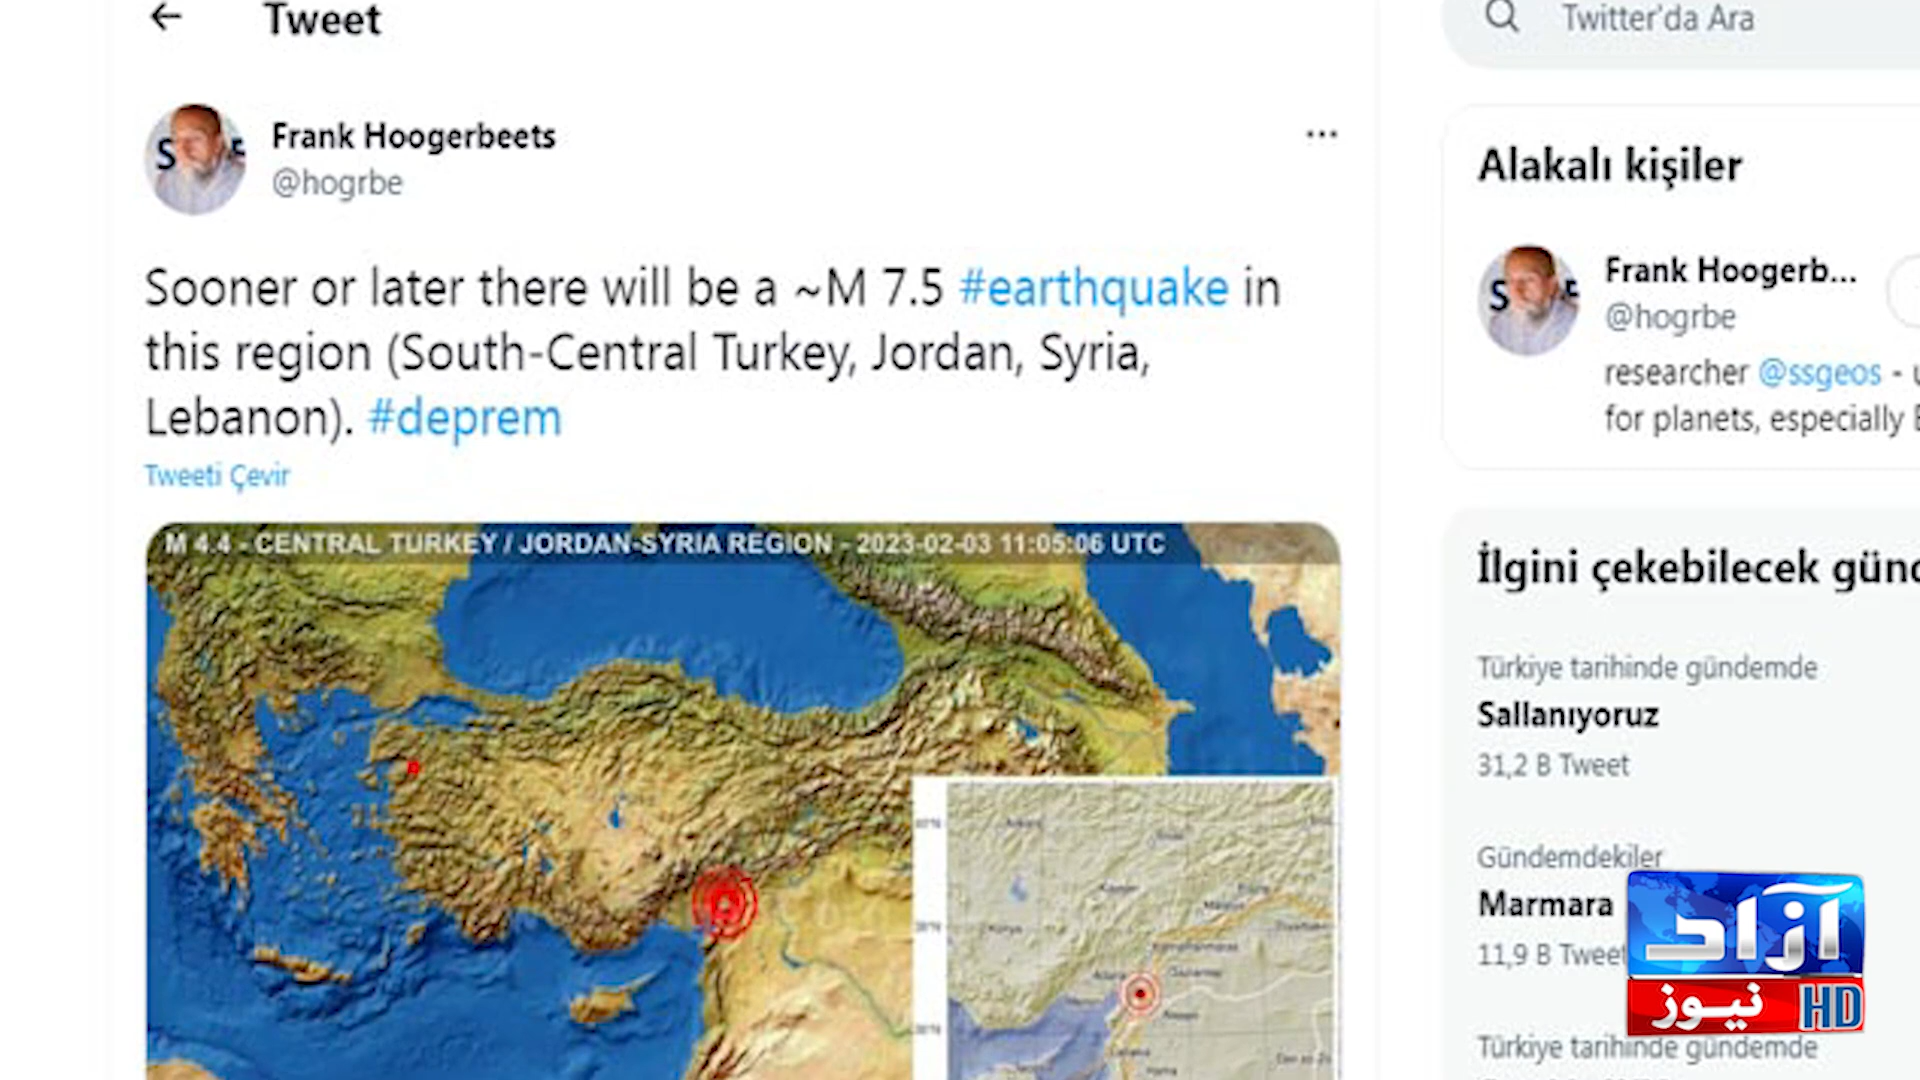 Tweet
Frank Hoogerbeets
@hogrbe
Sooner or later there will be a ~M 7.5 #earthquake in
this region (South-Central Turkey, Jordan, Syria,
Lebanon). #deprem
Tweeti Çevir
M 4.4 - CENTRAL TURKEY / JORDAN-SYRIA REGION - 2023-02-03 11:05:06 UTC
Twitter'da Ara
Alakalı kişiler
Frank Hoogerb...
@hogrbe
researcher @ssgeos -
for planets, especially
İlgini çekebilecek
Türkiye tarihinde gündemde
Sallanıyoruz
31,2 B Tweet
Gündemdekiler
Marmara
11,9 B Tweet
Türkiye tarihinde gündemde
آزاد
نیوز HD